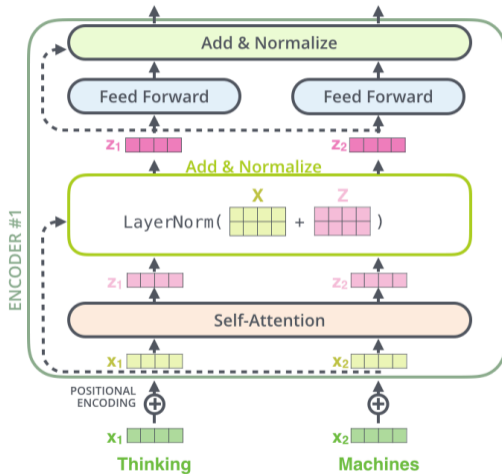 Add & Normalize
Feed Forward Feed Forward
z1 z2
Add & Normalize
X Z
LayerNorm( + )
z1 z2
Self-Attention
x1 x2
POSITIONAL
ENCODING
x1 x2
Thinking Machines
ENCODER #1